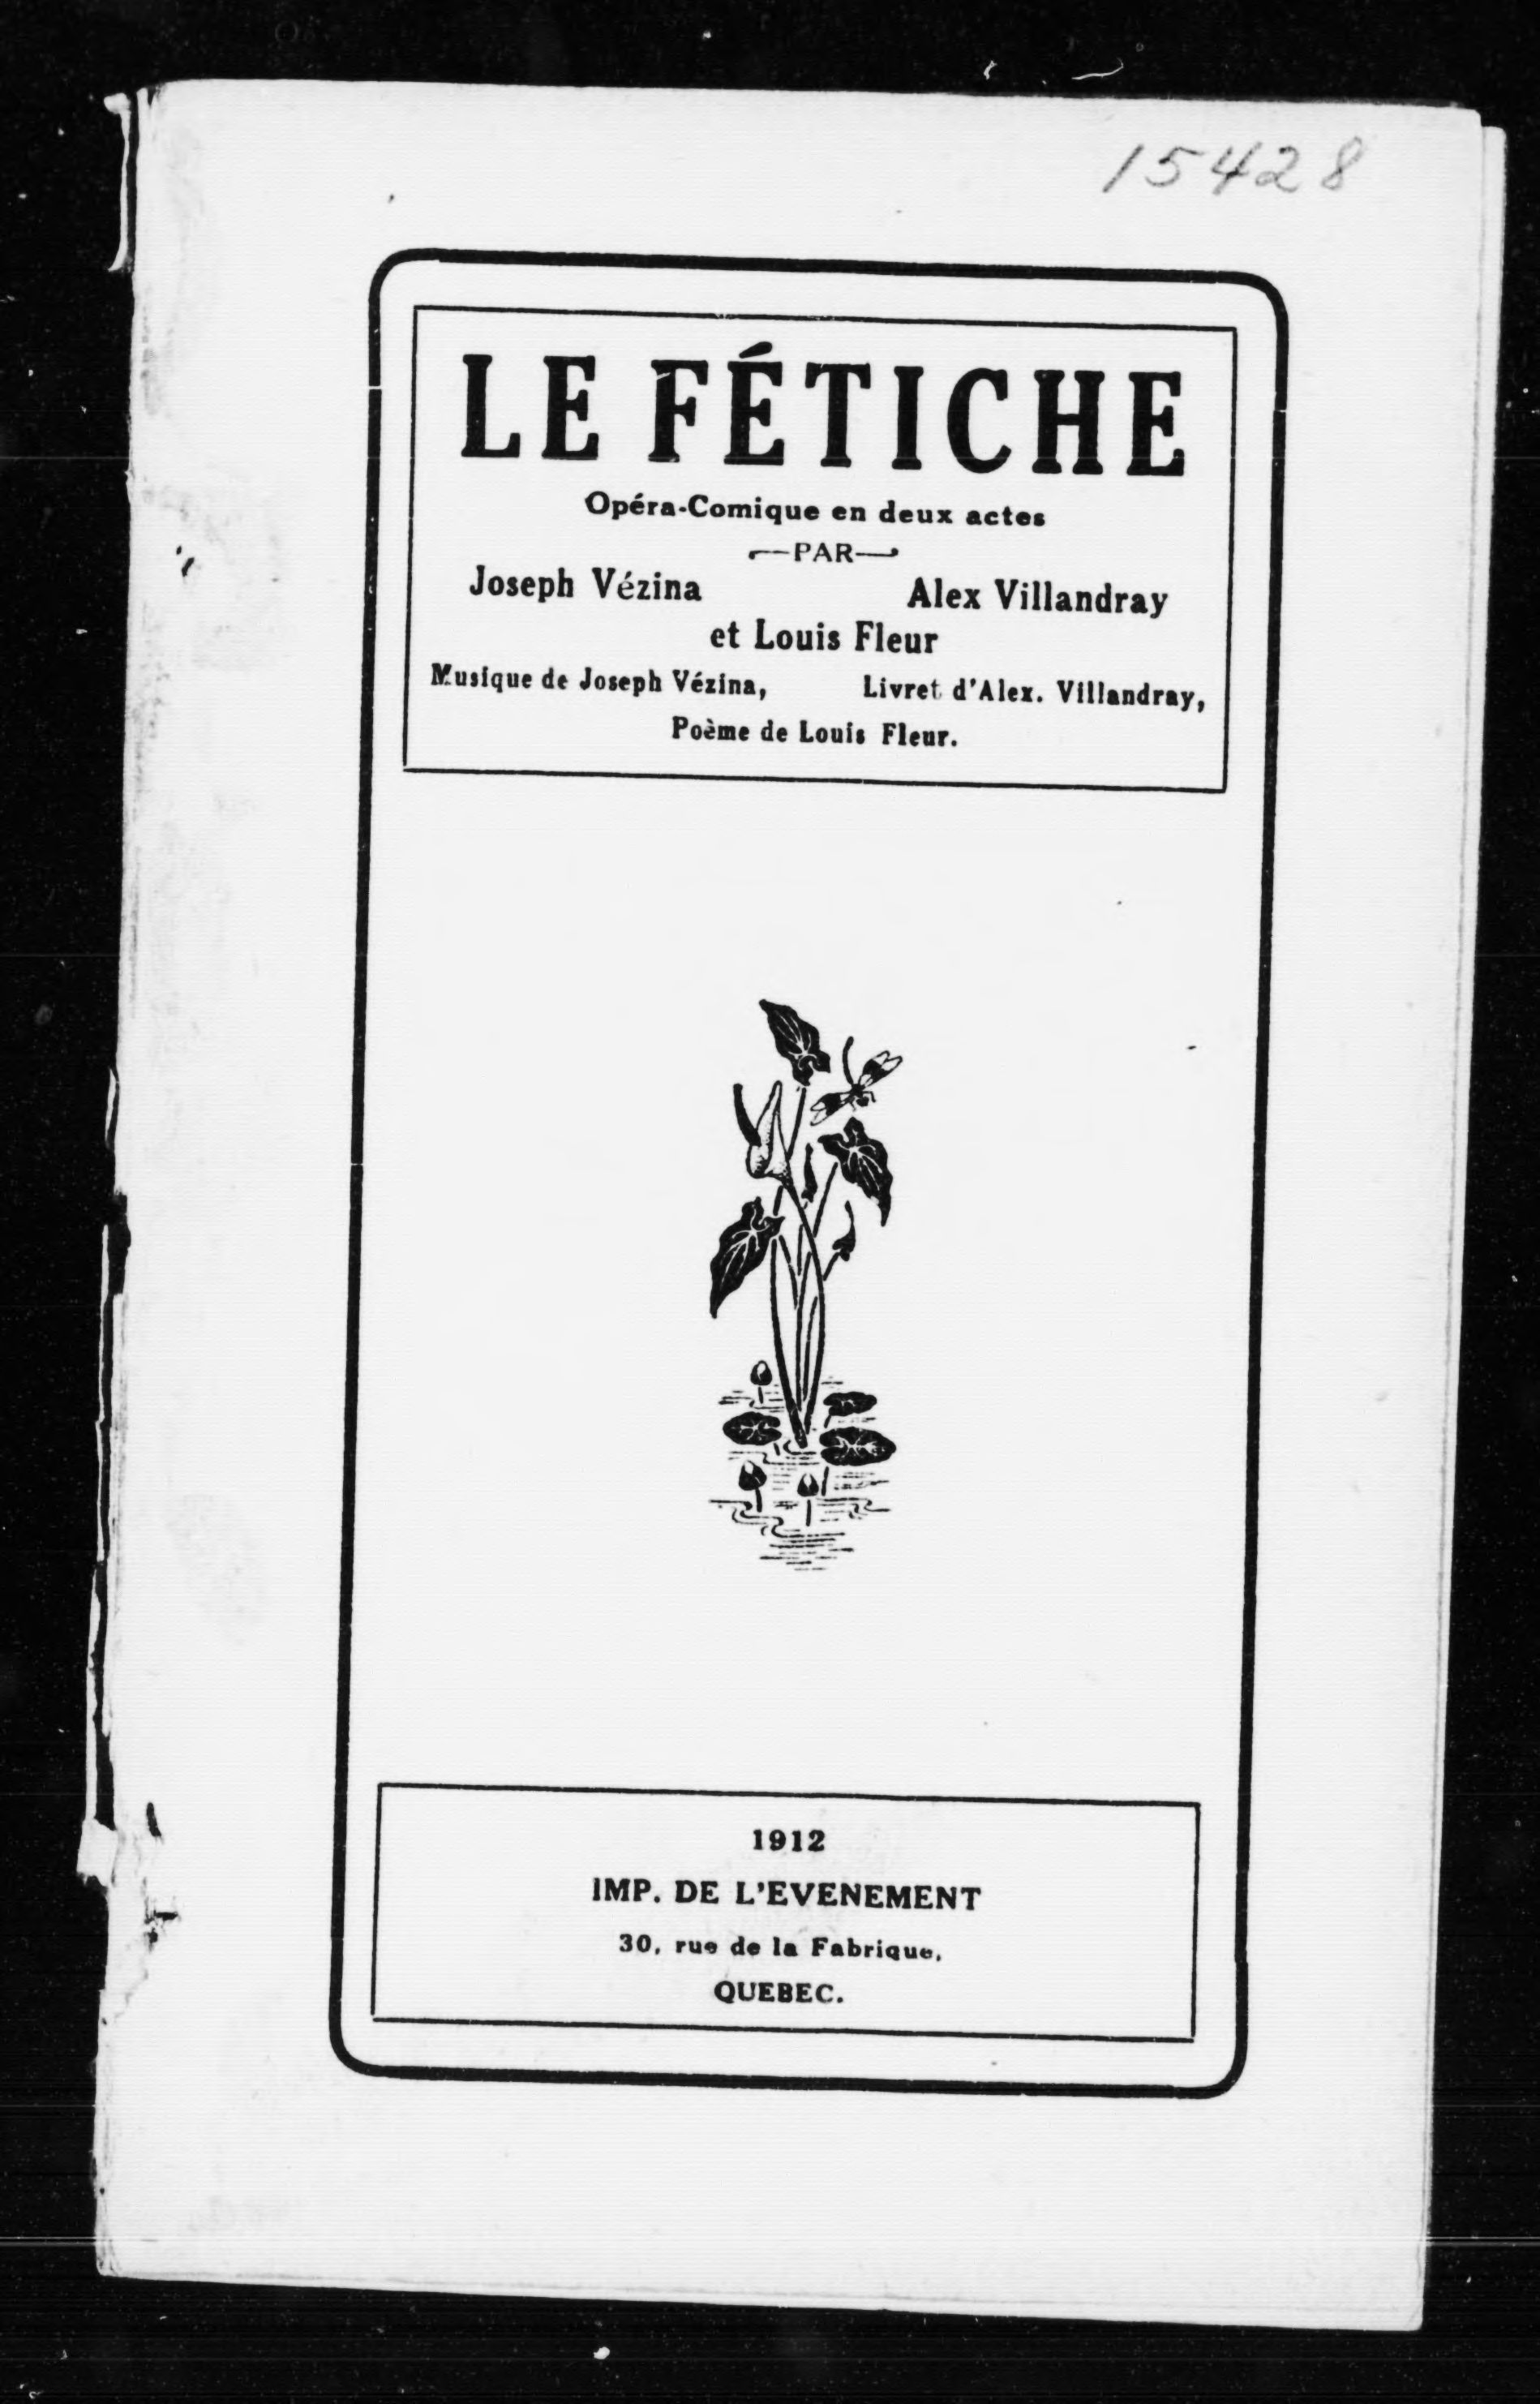 15428
LE FÉTICHE
Opéra-Comique en deux actes
—PAR—
Joseph Vézina Alex Villandray
et Louis Fleur
Musique de Joseph Vézina, Livret d'Alex. Villandray,
Poème de Louis Fleur.
1912
IMP. DE L'EVENEMENT
30, rue de la Fabrique,
QUEBEC.